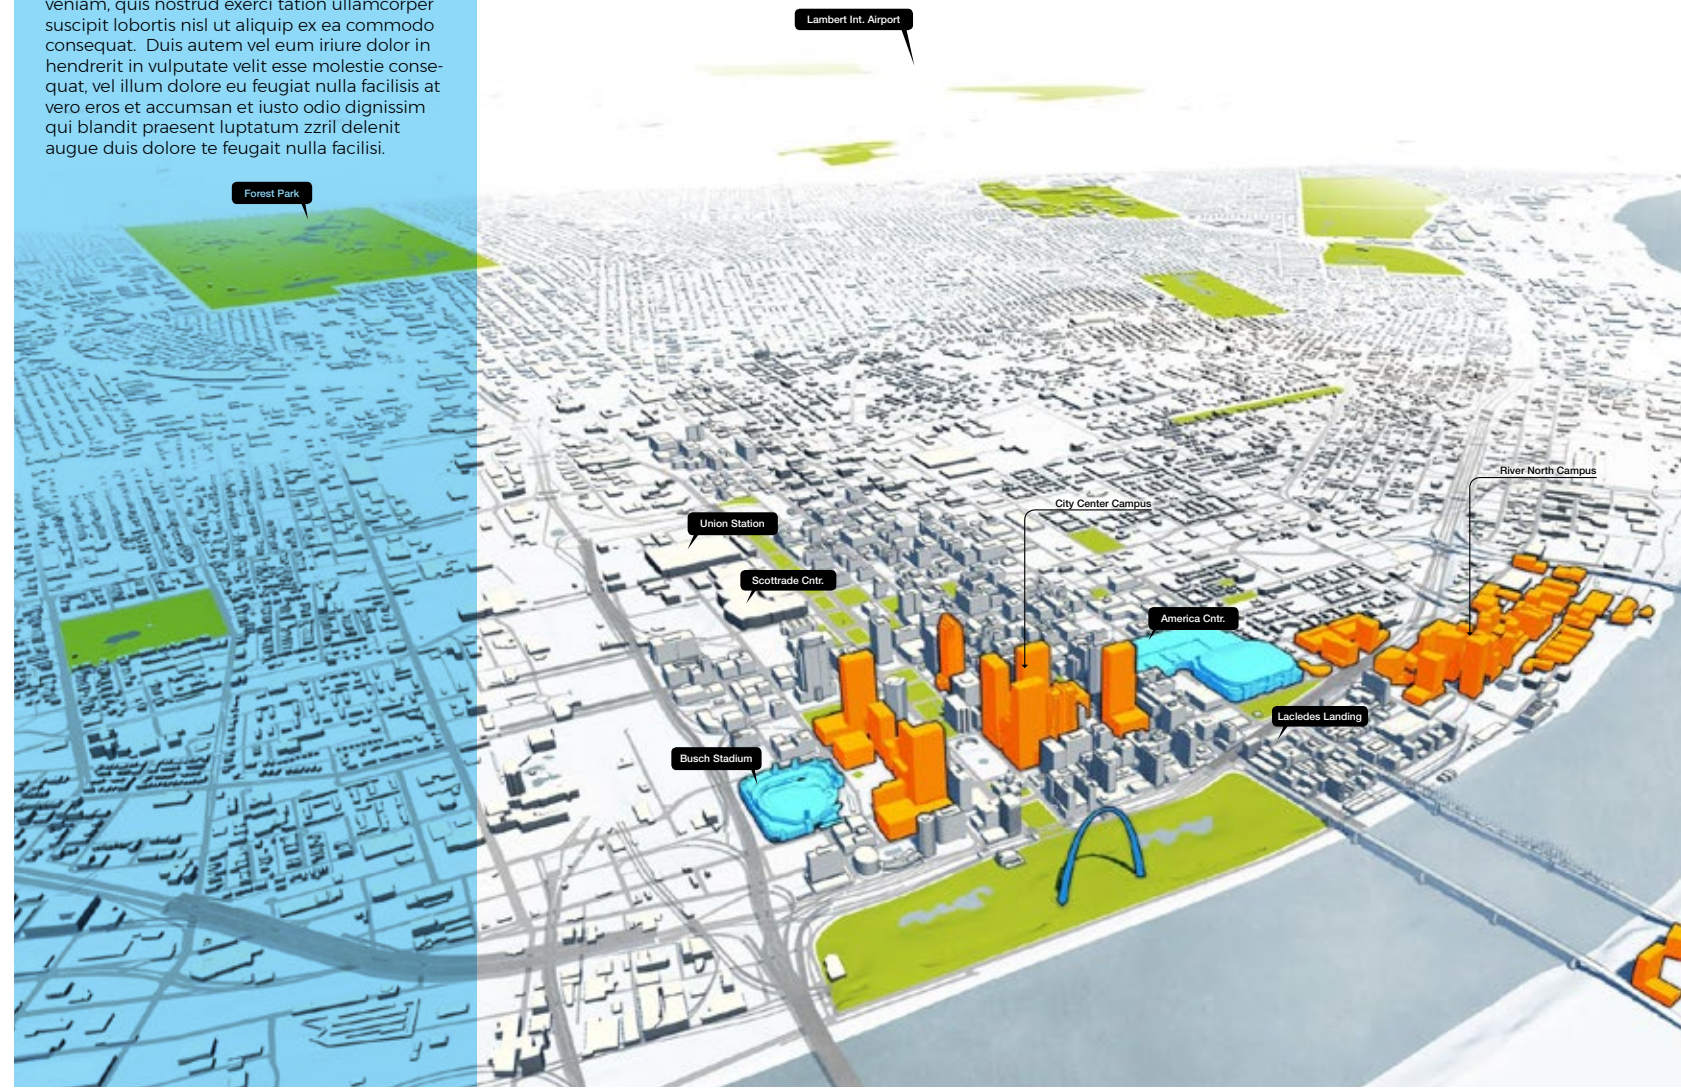 veniam, quis nostrud exerci tation ullamcorper
suscipit lobortis nisl ut aliquip ex ea commodo
consequat.  Duis autem vel eum iriure dolor in
hendrerit in vulputate velit esse molestie conse-
quat, vel illum dolore eu feugiat nulla facilisis at
vero eros et accumsan et iusto odio dignissim
qui blandit praesent luptatum zzril delenit
augue duis dolore te feugait nulla facilisi.
Lambert Int. Airport
Forest Park
River North Campus
City Center Campus
Union Station
Scottrade Cntr.
America Cntr.
Lacledes Landing
Busch Stadium